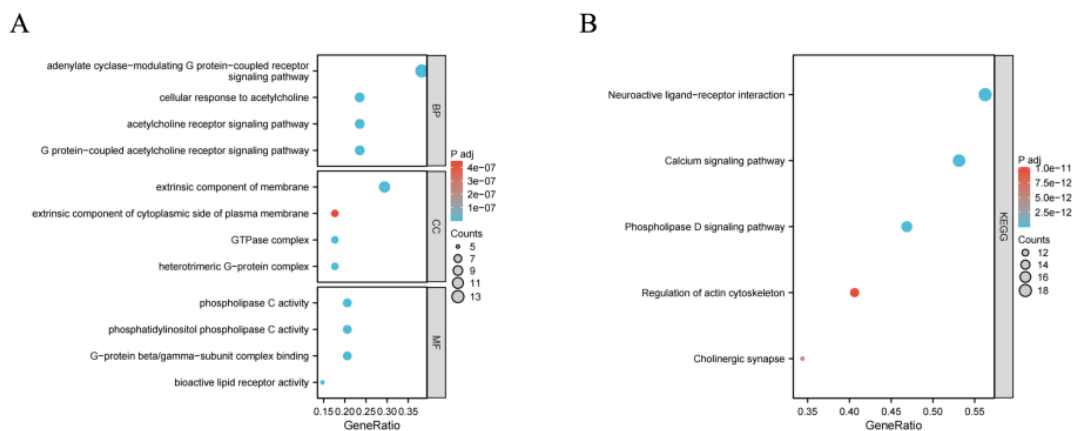 A
adenylate cyclase-modulating G protein-coupled receptor
signaling pathway
cellular response to acetylcholine
acetylcholine receptor signaling pathway
G protein-coupled acetylcholine receptor signaling pathway
BP
extrinsic component of membrane
extrinsic component of cytoplasmic side of plasma membrane
GTPase complex
heterotrimeric G-protein complex
CC
phospholipase C activity
phosphatidylinositol phospholipase C activity
G-protein beta/gamma-subunit complex binding
bioactive lipid receptor activity
MF
0.15 0.20 0.25 0.30 0.35
GeneRatio
P adj
4e-07
3e-07
2e-07
1e-07
Counts
5
7
9
11
13
B
Neuroactive ligand-receptor interaction
Calcium signaling pathway
Phospholipase D signaling pathway
Regulation of actin cytoskeleton
Cholinergic synapse
KEGG
0.35 0.40 0.45 0.50 0.55
GeneRatio
P adj
1.0e-11
7.5e-12
5.0e-12
2.5e-12
Counts
12
14
16
18